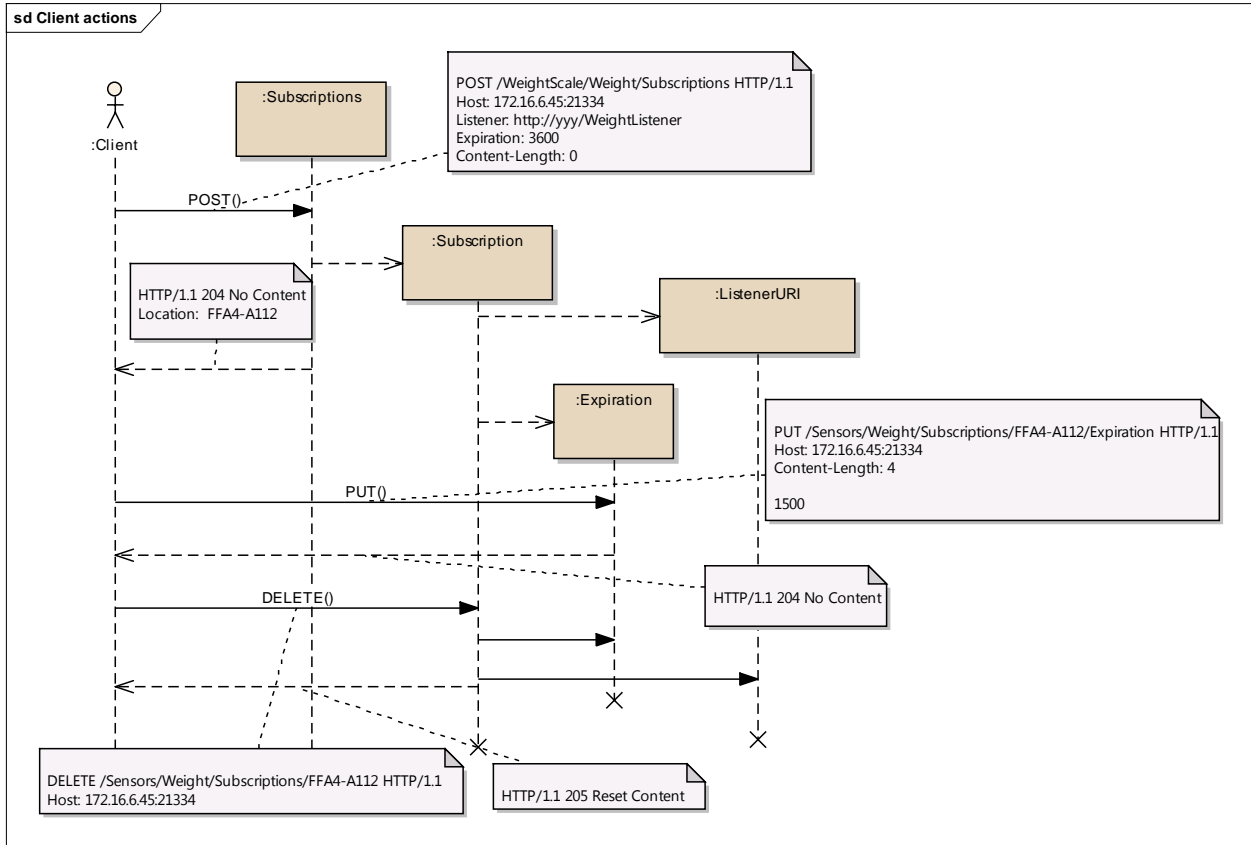 sd Client actions
POST /WeightScale/Weight/Subscriptions HTTP/1.1
Host: 172.16.6.45:21334
Listener: http://yyy/WeightListener
Expiration: 3600
Content-Length: 0
:Subscriptions
:Client
POST()
:Subscription
HTTP/1.1 204 No Content
Location:  FFA4-A112
:ListenerURI
:Expiration
PUT /Sensors/Weight/Subscriptions/FFA4-A112/Expiration HTTP/1.1
Host: 172.16.6.45:21334
Content-Length: 4
1500
PUT()
HTTP/1.1 204 No Content
DELETE()
DELETE /Sensors/Weight/Subscriptions/FFA4-A112 HTTP/1.1
Host: 172.16.6.45:21334
HTTP/1.1 205 Reset Content